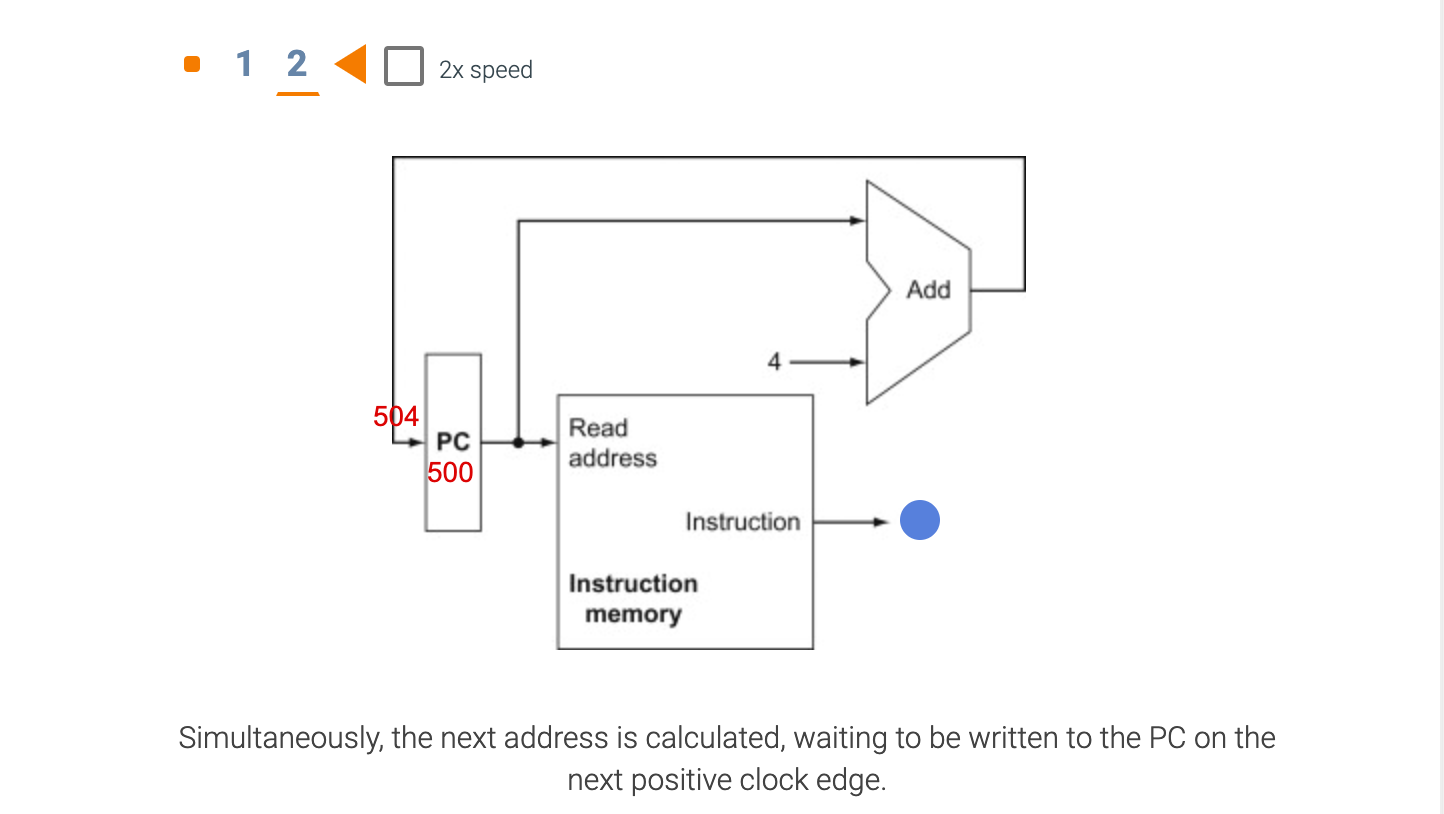 1 2 2x speed
Add
4
504
PC
500
Read
address
Instruction
Instruction
memory
Simultaneously, the next address is calculated, waiting to be written to the PC on the
next positive clock edge.